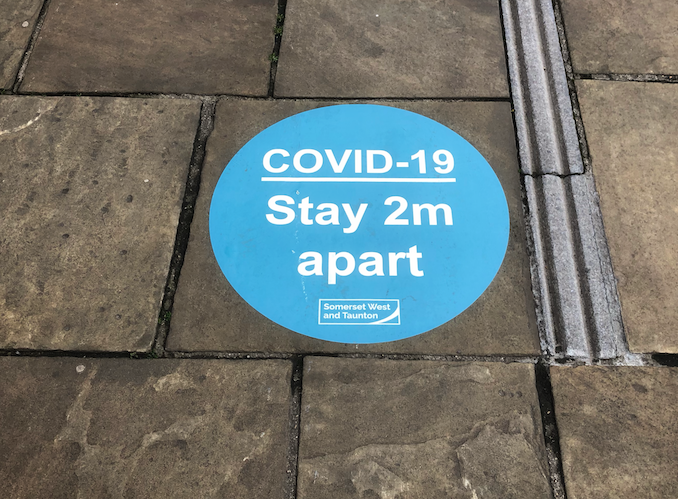 COVID-19
Stay 2m
apart
Somerset West
and Taunton